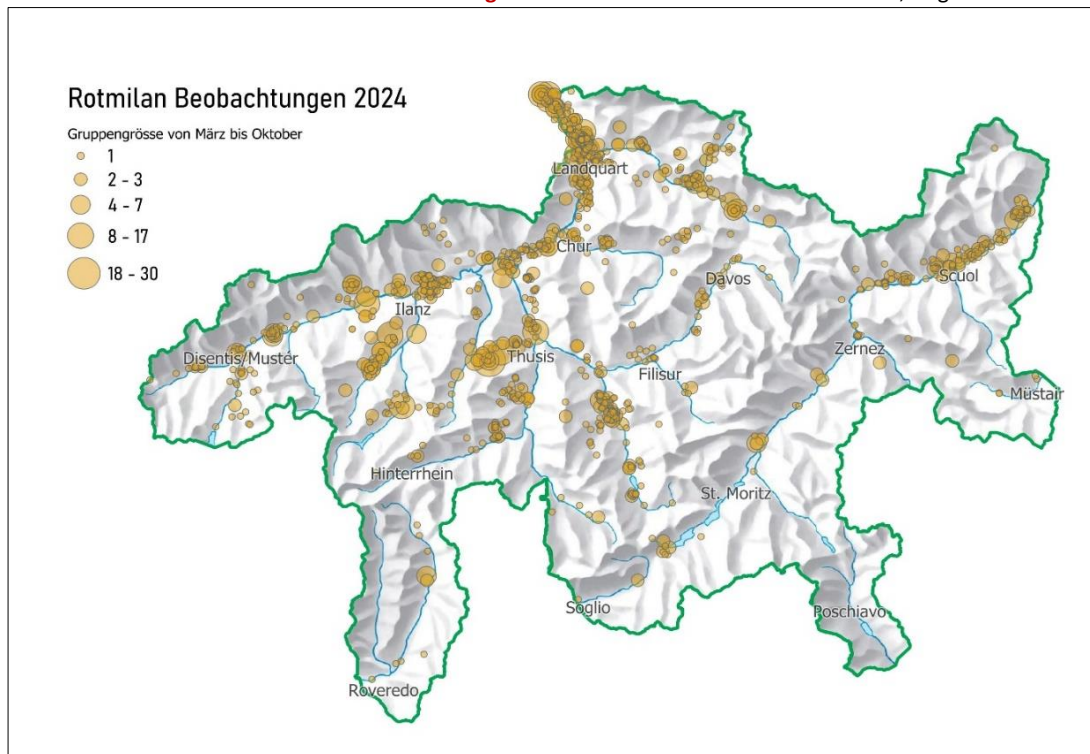 Rotmilan Beobachtungen 2024
Gruppengrösse von März bis Oktober
1
2 - 3
4 - 7
8 - 17
18 - 30
Landquart
Chur
Davos
Scuol
Ilanz
Disentis/Mustér
Thusis
Filisur
Zernez
Müstair
Hinterrhein
St. Moritz
Soglio
Poschiavo
Roveredo